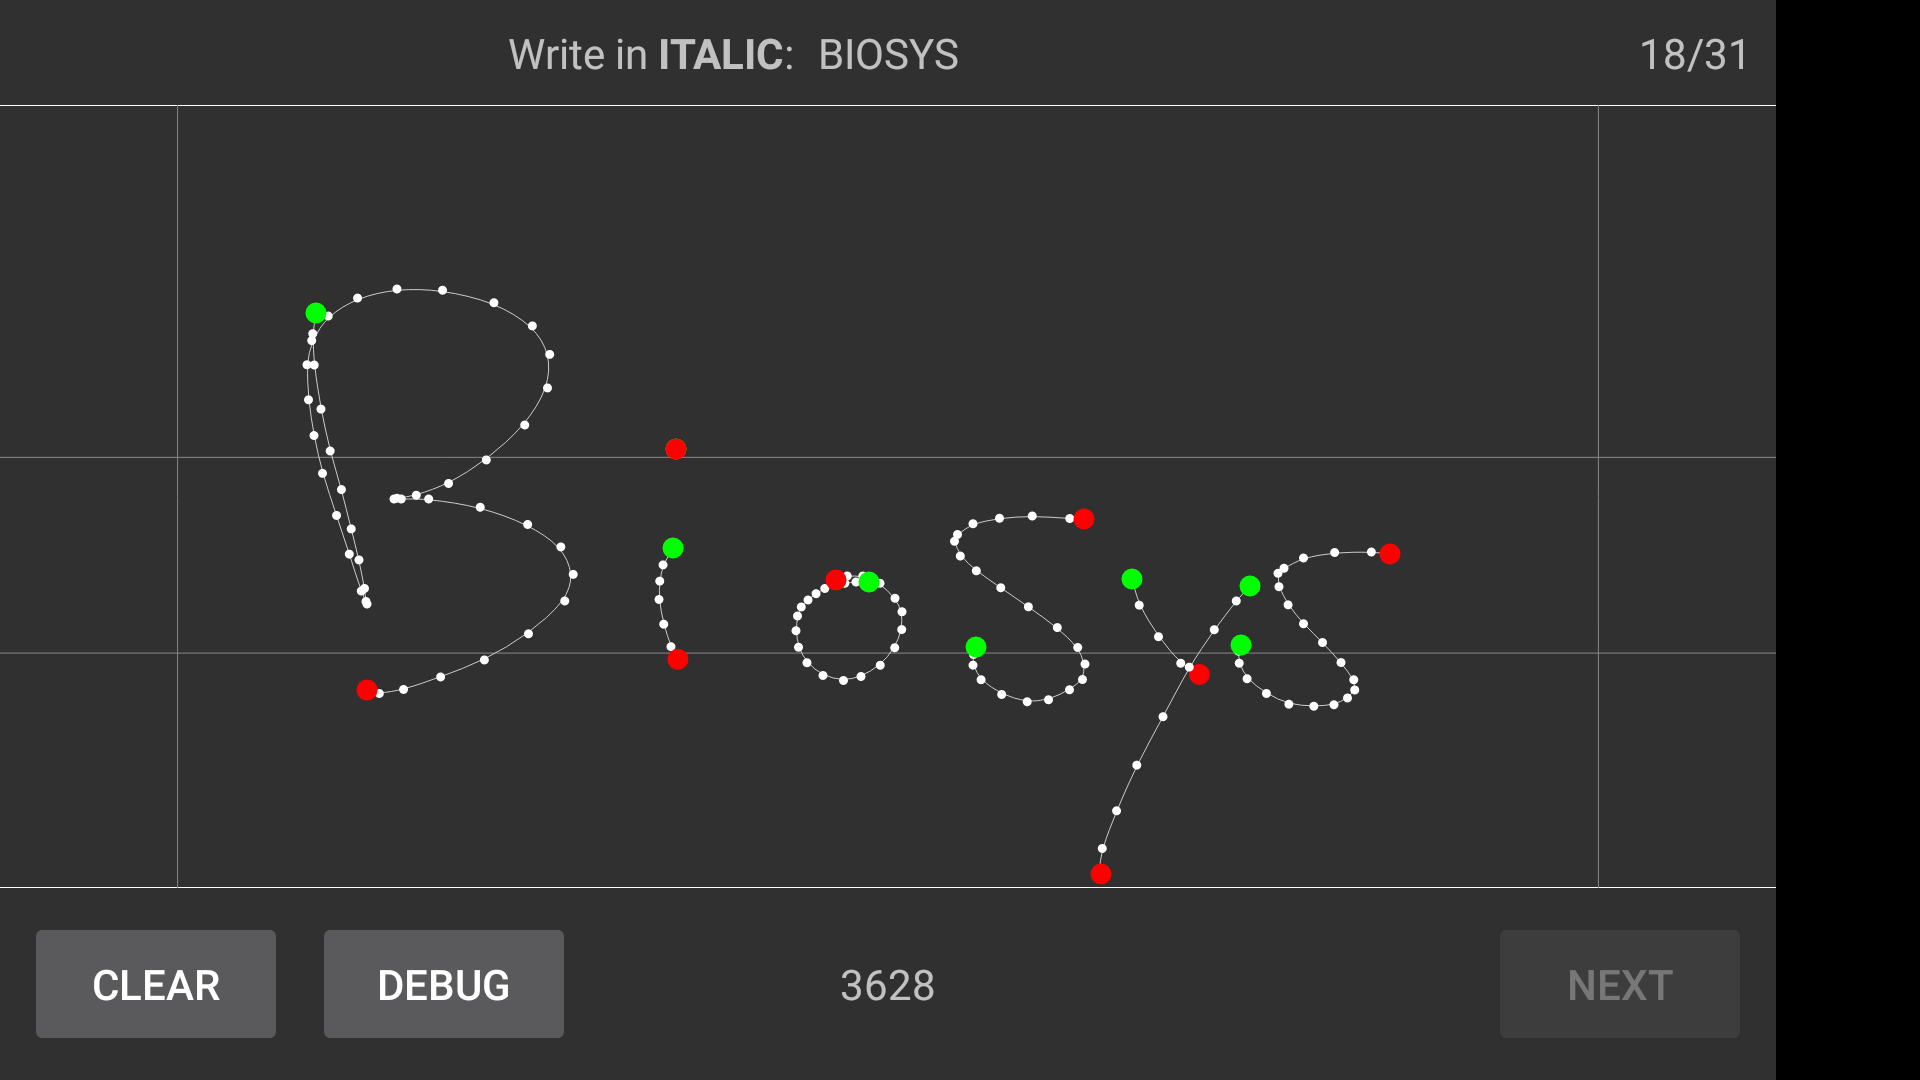 Write in ITALIC: BIOSYS
18/31
Biosys
CLEAR
DEBUG
3628
NEXT